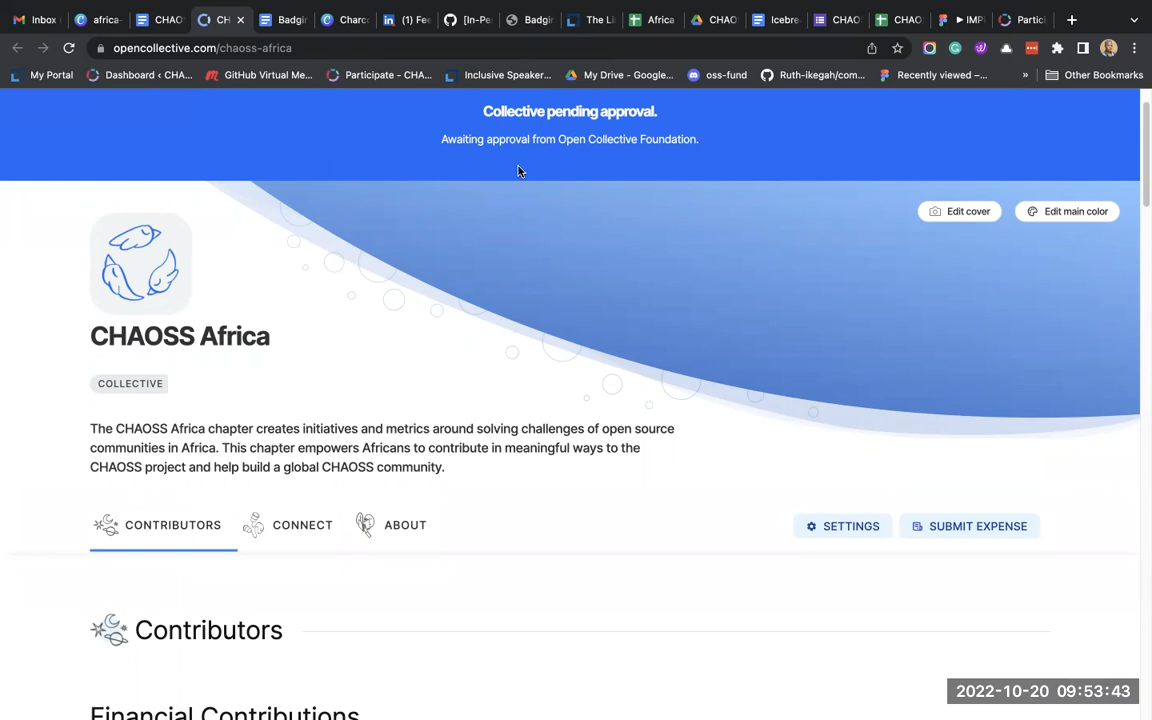 Inbox
africa-
CHAO
CH
Badgin
Charc
(1) Fee
[In-Pe
Badgin
The Li
Africa
CHAO
Icebre
CHAO
CHAO
IMP
Partici
opencollective.com/chaoss-africa
My Portal
Dashboard ‹ CHA...
GitHub Virtual Me...
Participate - CHA...
Inclusive Speaker...
My Drive - Google...
oss-fund
Ruth-ikegah/com...
Recently viewed –...
»
Other Bookmarks
Collective pending approval.
Awaiting approval from Open Collective Foundation.
Edit cover
Edit main color
CHAOSS Africa
COLLECTIVE
The CHAOSS Africa chapter creates initiatives and metrics around solving challenges of open source
communities in Africa. This chapter empowers Africans to contribute in meaningful ways to the
CHAOSS project and help build a global CHAOSS community.
CONTRIBUTORS
CONNECT
ABOUT
SETTINGS
SUBMIT EXPENSE
Contributors
Financial Contributions
2022-10-20 09:53:43